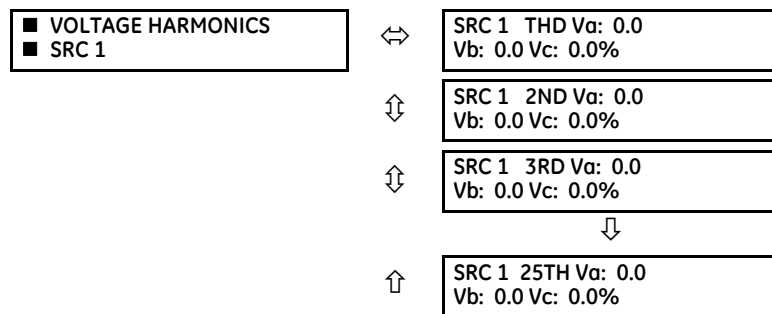 ■ VOLTAGE HARMONICS
■ SRC 1
SRC 1 THD Va: 0.0
Vb: 0.0 Vc: 0.0%
SRC 1 2ND Va: 0.0
Vb: 0.0 Vc: 0.0%
SRC 1 3RD Va: 0.0
Vb: 0.0 Vc: 0.0%
SRC 1 25TH Va: 0.0
Vb: 0.0 Vc: 0.0%